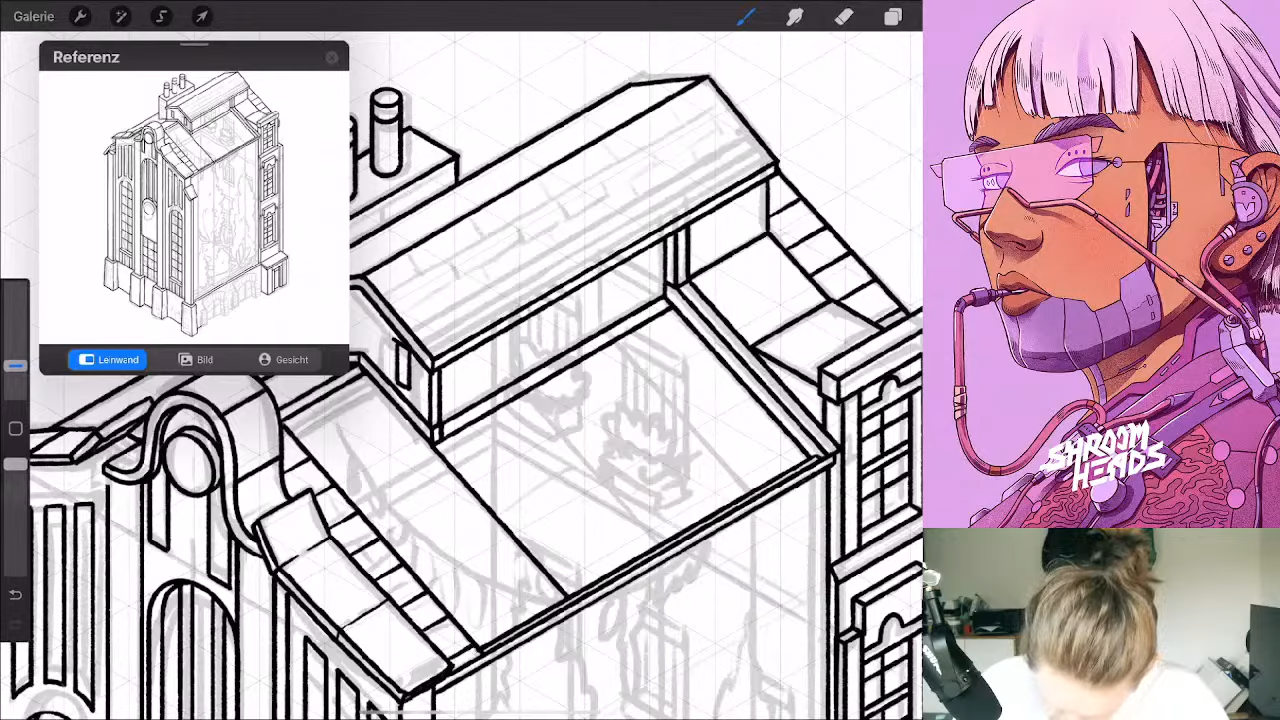 Galerie
Referenz
Leinwand
Bild
Gesicht
SHROOM
HEADS